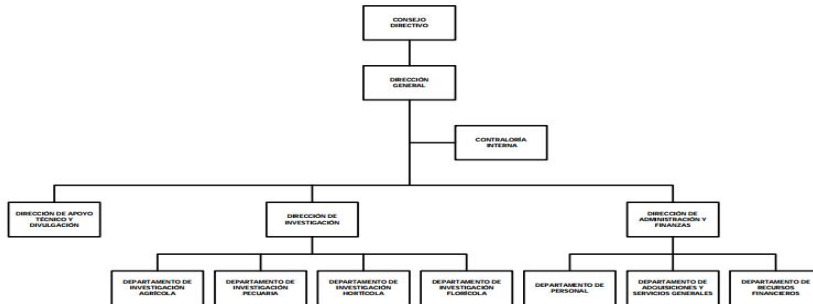 CONSEJO
DIRECTIVO
DIRECCIÓN
GENERAL
CONTRALORÍA
INTERNA
DIRECCIÓN DE APOYO
TÉCNICO Y
DIVULGACIÓN
DIRECCIÓN DE
INVESTIGACIÓN
DIRECCIÓN DE
ADMINISTRACIÓN Y
FINANZAS
DEPARTAMENTO DE
INVESTIGACIÓN
AGRÍCOLA
DEPARTAMENTO DE
INVESTIGACIÓN
PECUARIA
DEPARTAMENTO DE
INVESTIGACIÓN
HORTÍCOLA
DEPARTAMENTO DE
INVESTIGACIÓN
FLORÍCOLA
DEPARTAMENTO DE
PERSONAL
DEPARTAMENTO DE
ADQUISICIONES Y
SERVICIOS GENERALES
DEPARTAMENTO DE
RECURSOS
FINANCIEROS